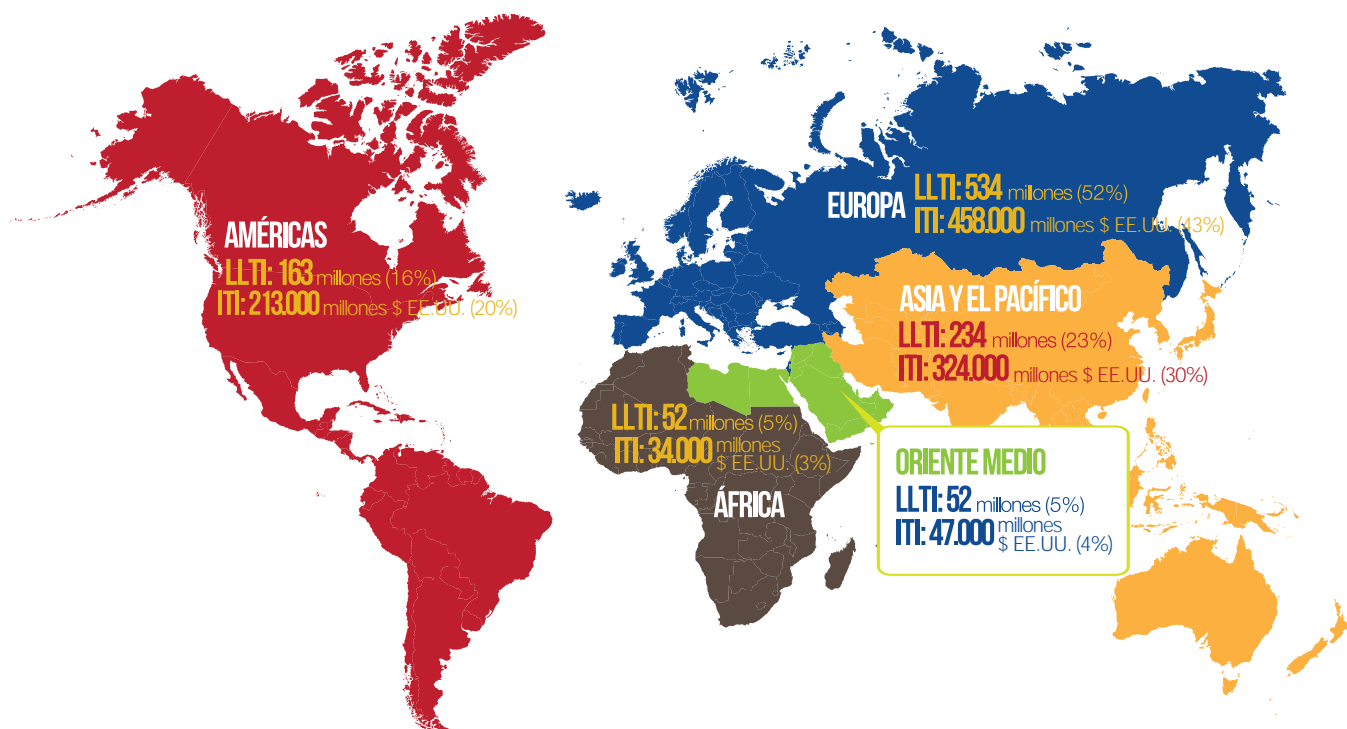 AMÉRICAS
LLTI: 163 millones (16%)
ITI: 213.000 millones $ EE.UU. (20%)
EUROPA
LLTI: 534 millones (52%)
ITI: 458.000 millones $ EE.UU. (43%)
ASIA Y EL PACÍFICO
LLTI: 234 millones (23%)
ITI: 324.000 millones $ EE.UU. (30%)
LLTI: 52 millones (5%)
ITI: 34.000 millones
$ EE.UU. (3%)
ÁFRICA
ORIENTE MEDIO
LLTI: 52 millones (5%)
ITI: 47.000 millones
$ EE.UU. (4%)